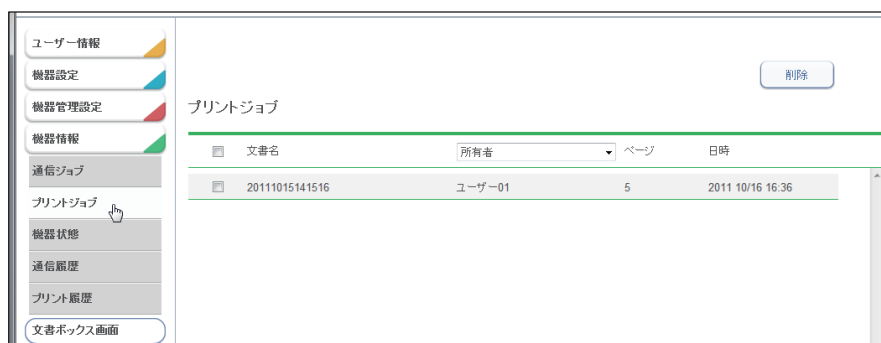 ユーザー情報
機器設定
機器管理設定
機器情報
通信ジョブ
プリントジョブ
機器状態
通信履歴
プリント履歴
文書ボックス画面
削除
プリントジョブ
文書名 所有者 ページ 日時
20111015141516 ユーザー01 5 2011 10/16 16:36